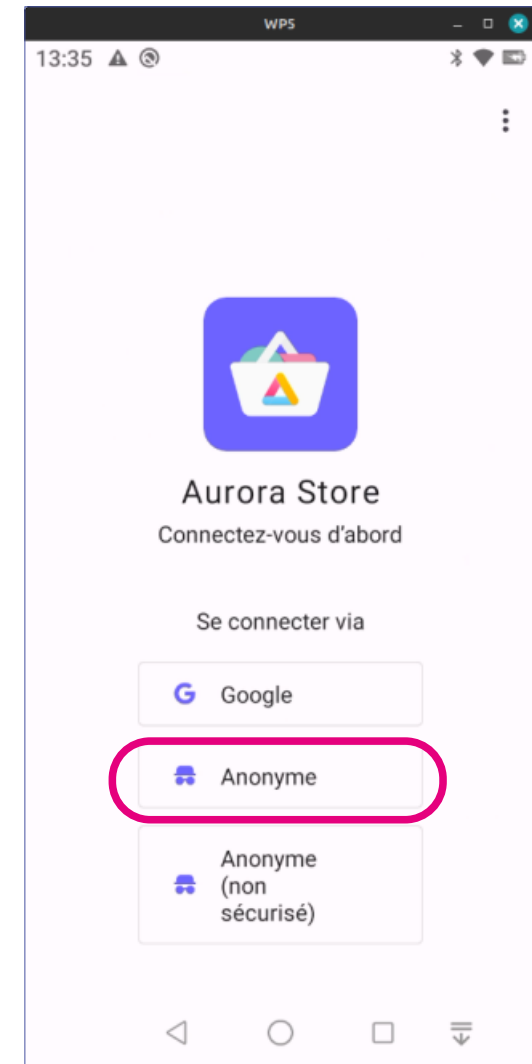 WP5
13:35
Aurora Store
Connectez-vous d'abord
Se connecter via
Google
Anonyme
Anonyme
(non
sécurisé)